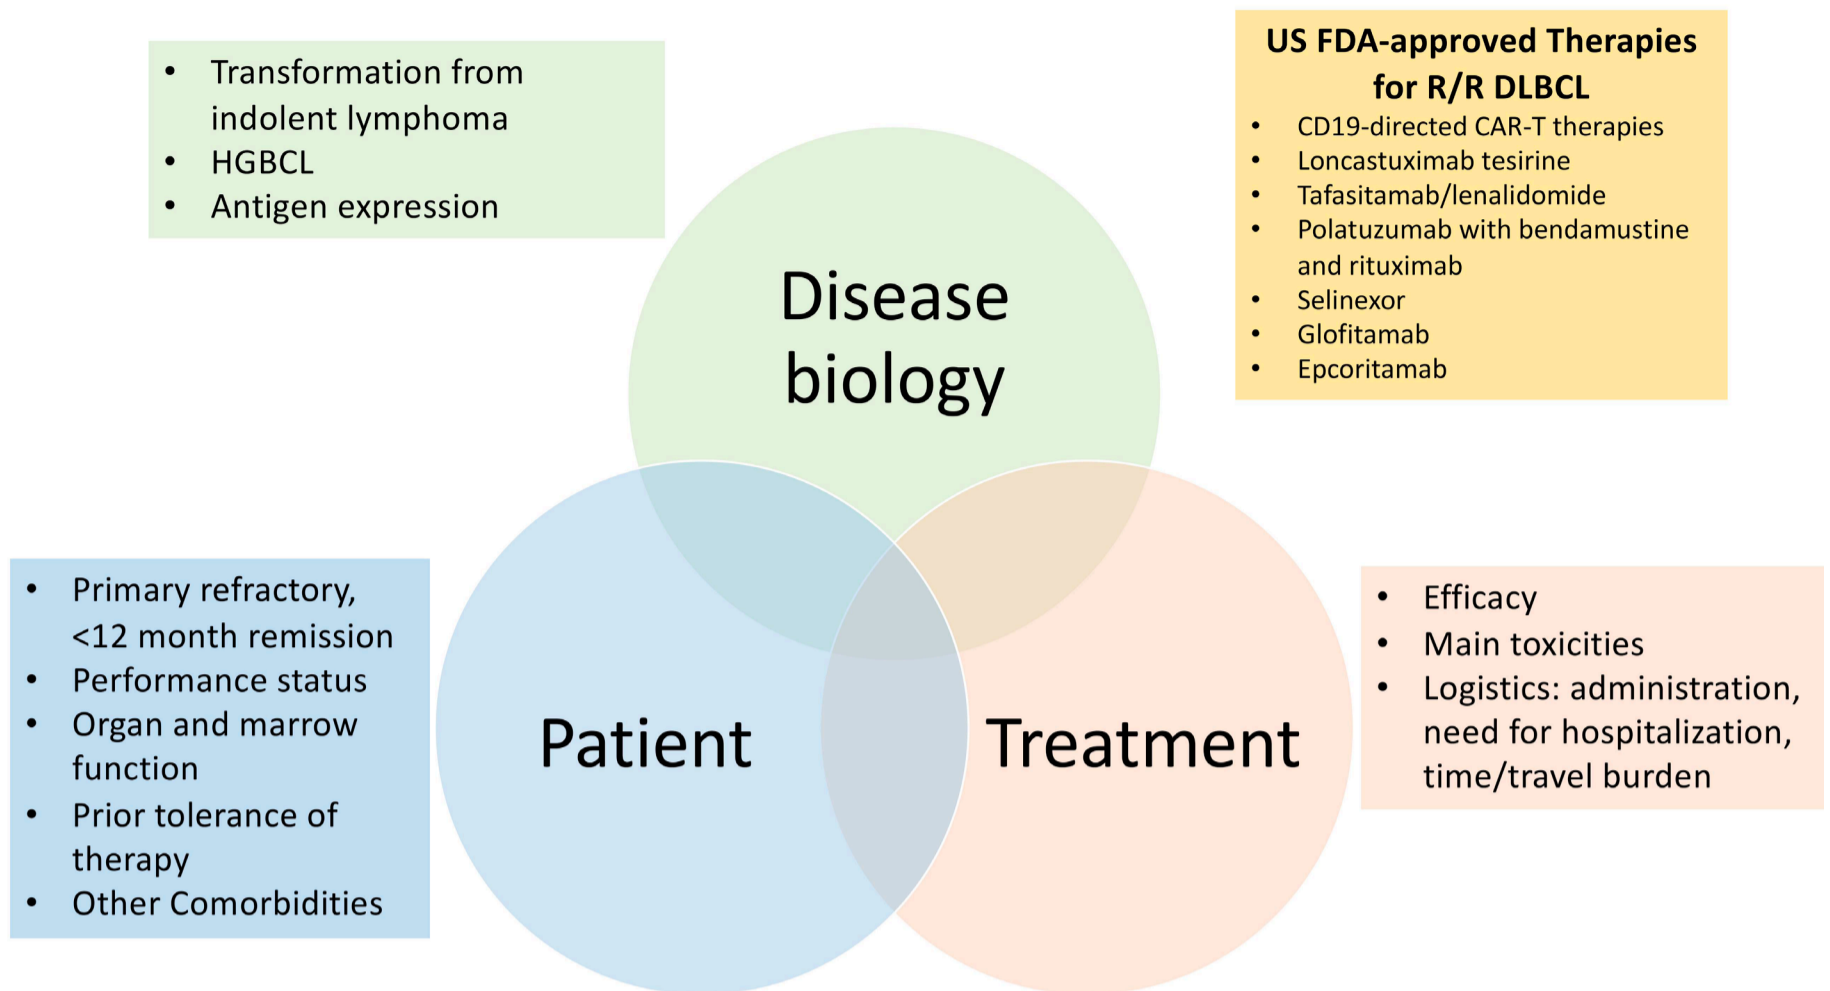 • Transformation from
indolent lymphoma
• HGBCL
• Antigen expression
US FDA-approved Therapies
for R/R DLBCL
• CD19-directed CAR-T therapies
• Loncastuximab tesirine
• Tafasitamab/lenalidomide
• Polatuzumab with bendamustine
and rituximab
• Selinexor
• Glofitamab
• Epcoritamab
Disease
biology
• Primary refractory,
<12 month remission
• Performance status
• Organ and marrow
function
• Prior tolerance of
therapy
• Other Comorbidities
Patient
Treatment
• Efficacy
• Main toxicities
• Logistics: administration,
need for hospitalization,
time/travel burden